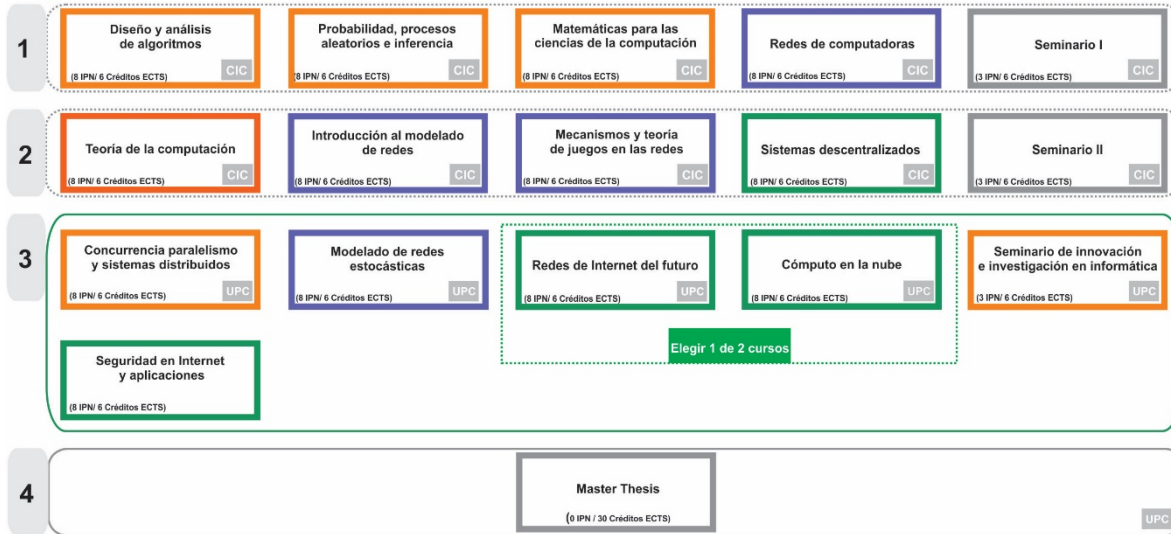 1
Diseño y análisis
de algoritmos
(8 IPN/ 6 Créditos ECTS)
CIC
Probabilidad, procesos
aleatorios e inferencia
(8 IPN/ 6 Créditos ECTS)
CIC
Matemáticas para las
ciencias de la computación
(8 IPN/ 6 Créditos ECTS)
CIC
Redes de computadoras
(8 IPN/ 6 Créditos ECTS)
CIC
Seminario I
(3 IPN/ 6 Créditos ECTS)
CIC
2
Teoría de la computación
(8 IPN/ 6 Créditos ECTS)
CIC
Introducción al modelado
de redes
(8 IPN/ 6 Créditos ECTS)
CIC
Mecanismos y teoría
de juegos en las redes
(8 IPN/ 6 Créditos ECTS)
CIC
Sistemas descentralizados
(8 IPN/ 6 Créditos ECTS)
CIC
Seminario II
(3 IPN/ 6 Créditos ECTS)
CIC
3
Concurrencia paralelismo
y sistemas distribuidos
(8 IPN/ 6 Créditos ECTS)
UPC
Modelado de redes
estocásticas
(8 IPN/ 6 Créditos ECTS)
UPC
Redes de Internet del futuro
(8 IPN/ 6 Créditos ECTS)
UPC
Cómputo en la nube
(8 IPN/ 6 Créditos ECTS)
UPC
Seminario de innovación
e investigación en informática
(3 IPN/ 6 Créditos ECTS)
UPC
Elegir 1 de 2 cursos
Seguridad en Internet
y aplicaciones
(8 IPN/ 6 Créditos ECTS)
4
Master Thesis
(0 IPN / 30 Créditos ECTS)
UPC